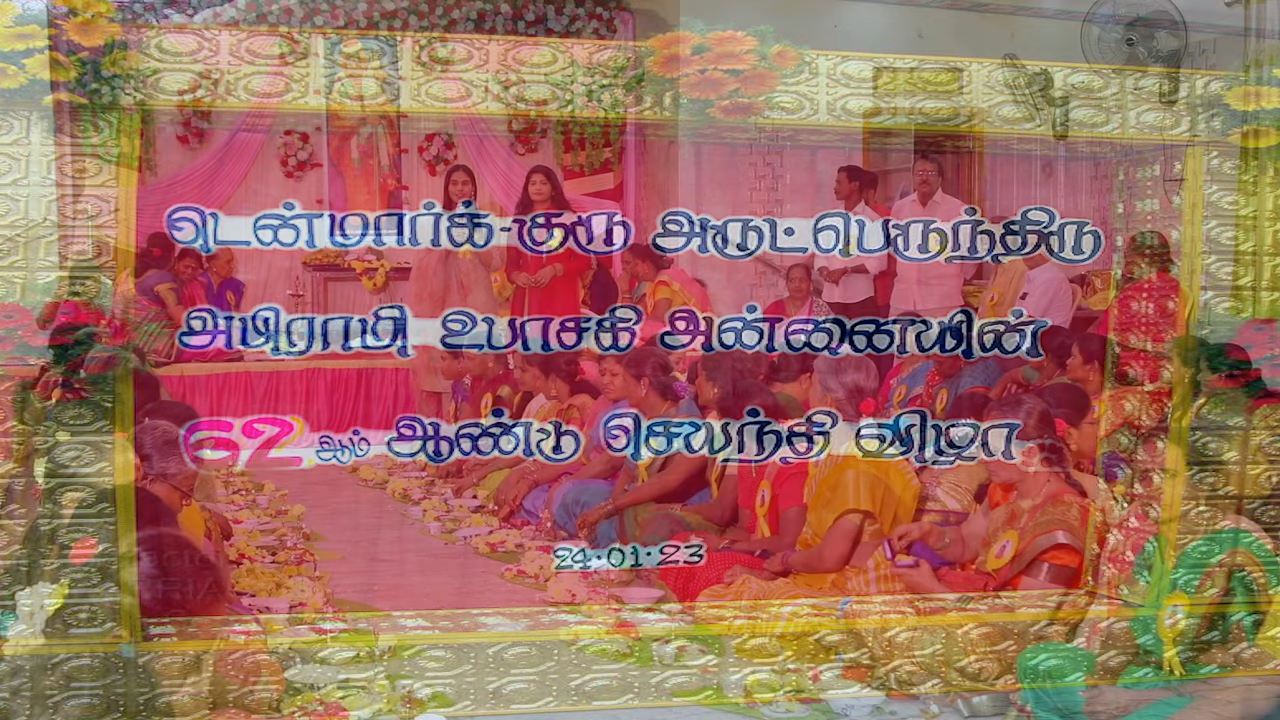 டென்மார்க்-குரு அருட்பெருந்திரு
அபிராமி உபாசகி அன்னையின்
62 ஆம் ஆண்டு செயந்தி விழா
24.01.23